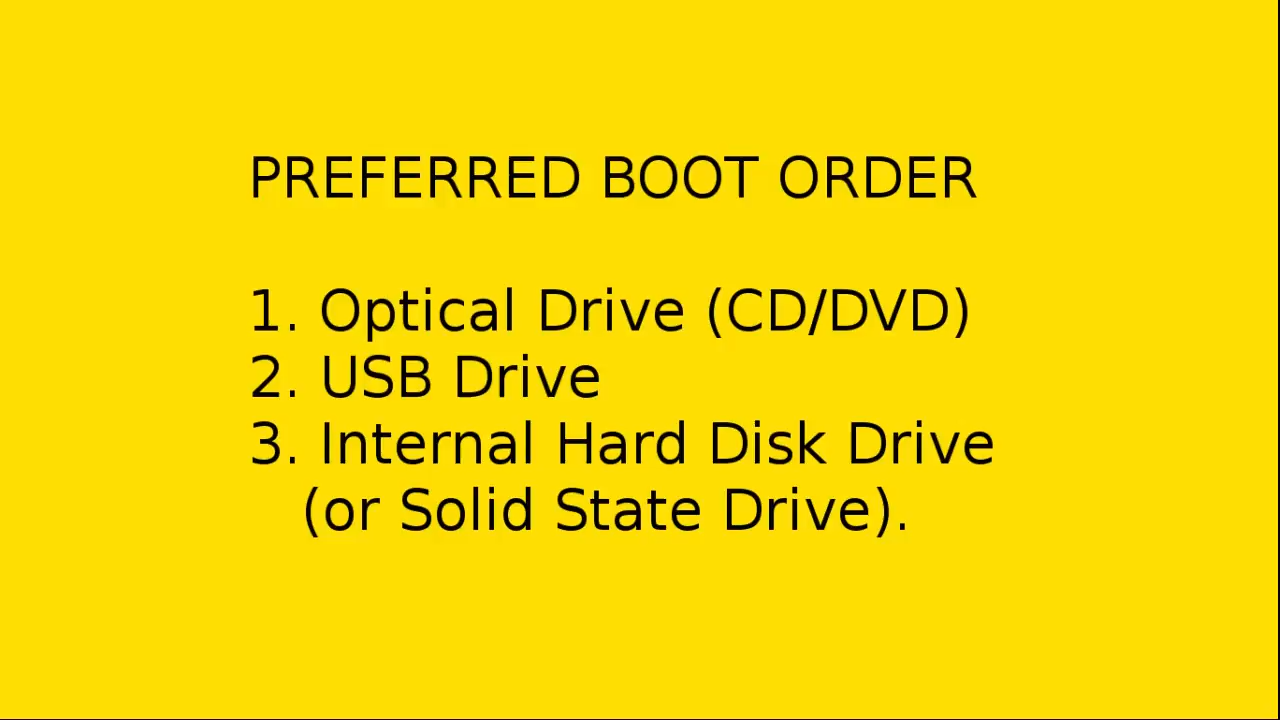 PREFERRED BOOT ORDER
1. Optical Drive (CD/DVD)
2. USB Drive
3. Internal Hard Disk Drive
(or Solid State Drive).